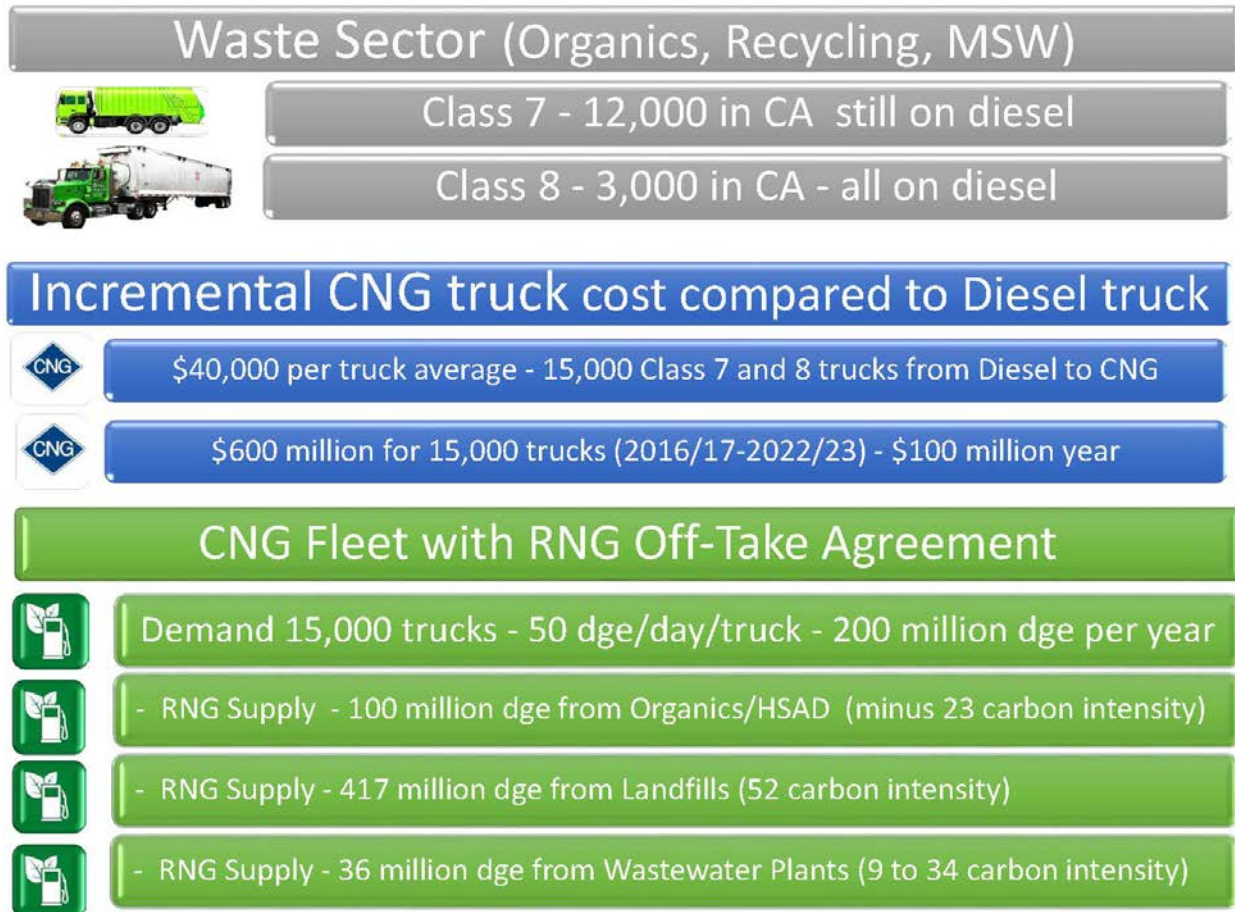 Waste Sector (Organics, Recycling, MSW)
Class 7 - 12,000 in CA still on diesel
Class 8 - 3,000 in CA - all on diesel
Incremental CNG truck cost compared to Diesel truck
CNG
$40,000 per truck average - 15,000 Class 7 and 8 trucks from Diesel to CNG
CNG
$600 million for 15,000 trucks (2016/17-2022/23) - $100 million year
CNG Fleet with RNG Off-Take Agreement
Demand 15,000 trucks - 50 dge/day/truck - 200 million dge per year
- RNG Supply - 100 million dge from Organics/HSAD (minus 23 carbon intensity)
- RNG Supply - 417 million dge from Landfills (52 carbon intensity)
- RNG Supply - 36 million dge from Wastewater Plants (9 to 34 carbon intensity)